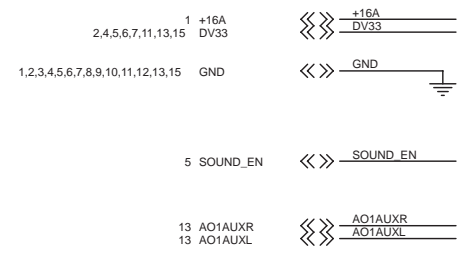 1 +16A +16A
2,4,5,6,7,11,13,15 DV33 DV33
1,2,3,4,5,6,7,8,9,10,11,12,13,15 GND GND
5 SOUND_EN SOUND_EN
13 AO1AUXR AO1AUXR
13 AO1AUXL AO1AUXL